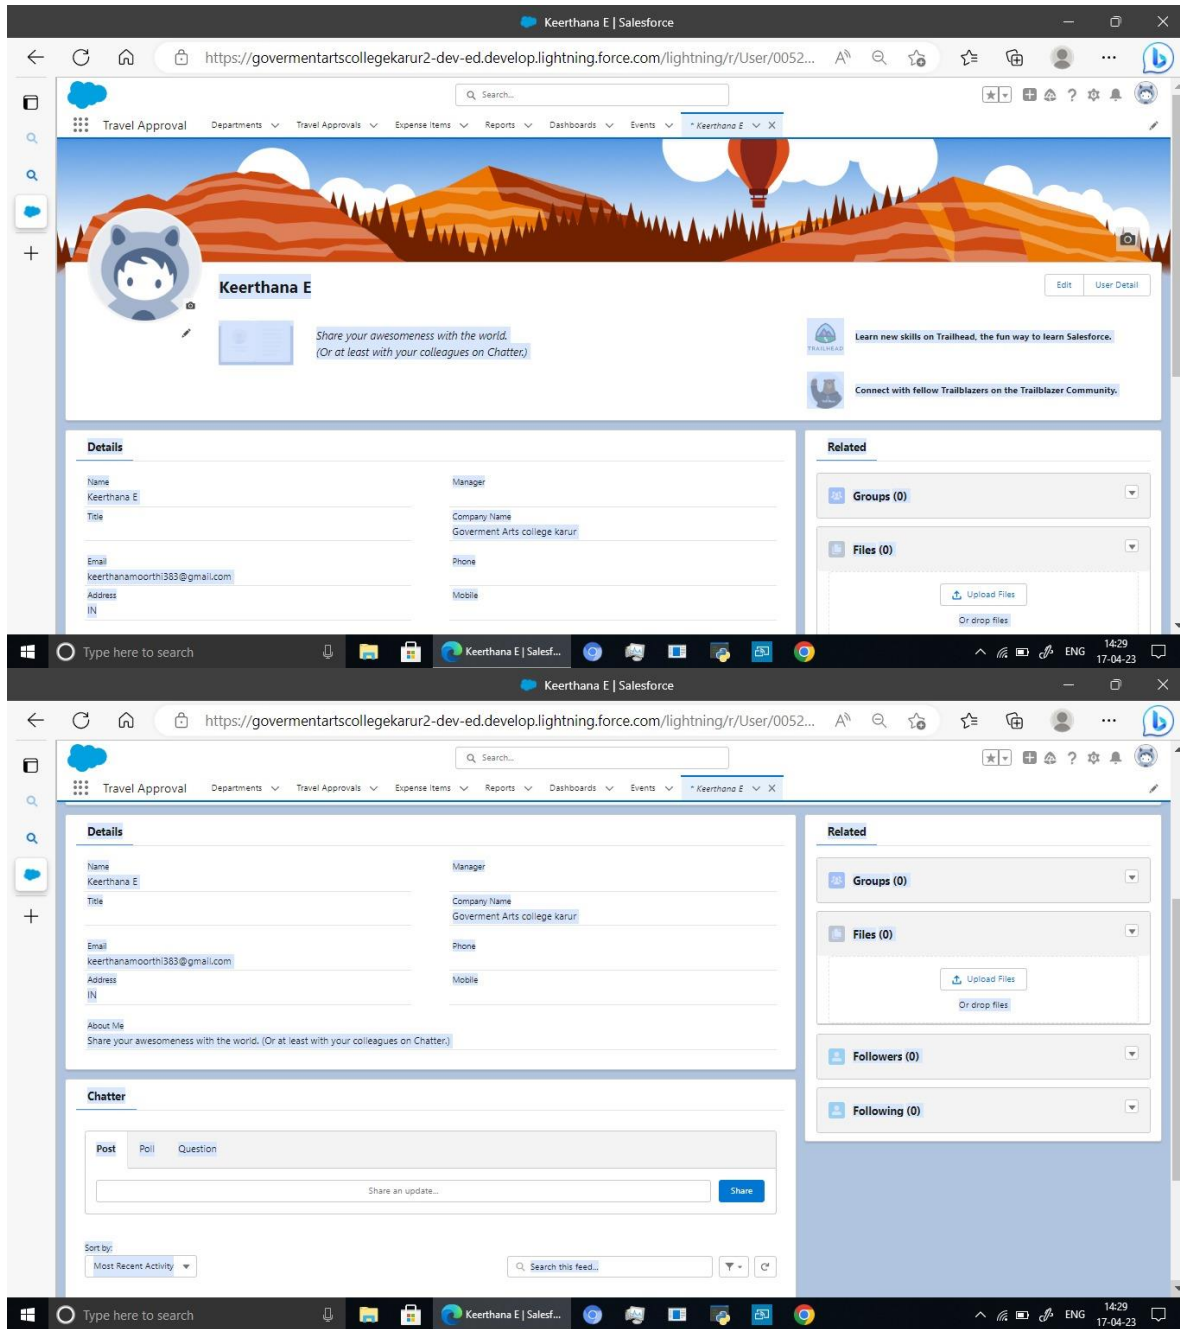 Keerthana E | Salesforce
https://govermentartscollegekarur2-dev-ed.develop.lightning.force.com/lightning/r/User/0052...
Search...
Travel Approval Departments Travel Approvals Expense Items Reports Dashboards Events * Keerthana E
Keerthana E
Edit User Detail
Share your awesomeness with the world.
(Or at least with your colleagues on Chatter.)
TRAILHEAD
Learn new skills on Trailhead, the fun way to learn Salesforce.
Connect with fellow Trailblazers on the Trailblazer Community.
Details
Name
Keerthana E
Manager
Title
Company Name
Goverment Arts college karur
Email
keerthanamoorthi383@gmail.com
Phone
Address
IN
Mobile
Related
Groups (0)
Files (0)
Upload Files
Or drop files
Type here to search
Keerthana E | Salesf...
ENG
14:29
17-04-23
Keerthana E | Salesforce
https://govermentartscollegekarur2-dev-ed.develop.lightning.force.com/lightning/r/User/0052...
Search...
Travel Approval Departments Travel Approvals Expense Items Reports Dashboards Events * Keerthana E
Details
Name
Keerthana E
Manager
Title
Company Name
Goverment Arts college karur
Email
keerthanamoorthi383@gmail.com
Phone
Address
IN
Mobile
About Me
Share your awesomeness with the world. (Or at least with your colleagues on Chatter.)
Related
Groups (0)
Files (0)
Upload Files
Or drop files
Followers (0)
Following (0)
Chatter
Post Poll Question
Share an update...
Share
Sort by:
Most Recent Activity
Search this feed...
Type here to search
Keerthana E | Salesf...
ENG
14:29
17-04-23